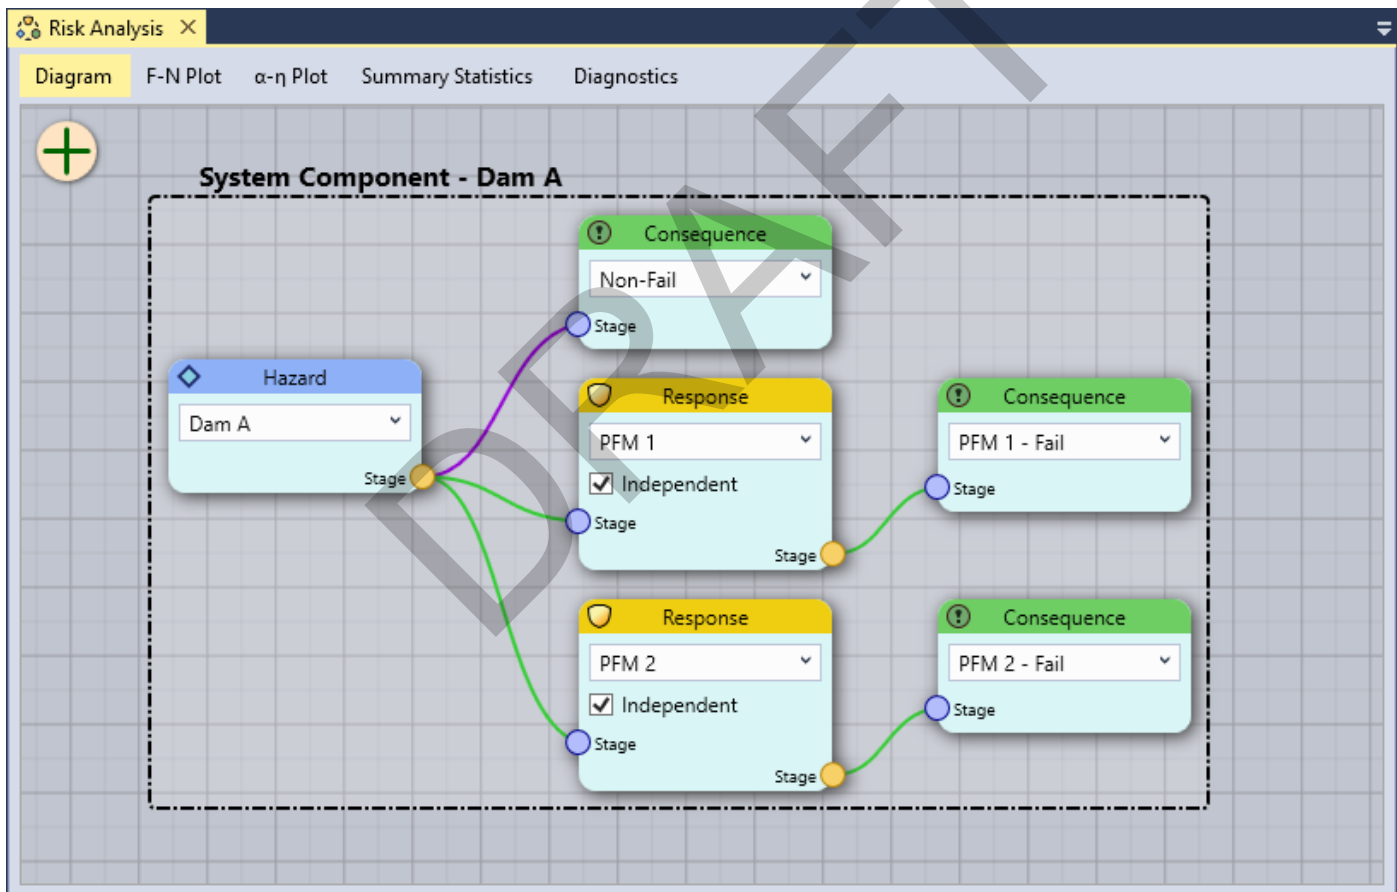 Risk Analysis
Diagram F-N Plot α-η Plot Summary Statistics Diagnostics
System Component - Dam A
Consequence
Non-Fail
Stage
Hazard
Dam A
Stage
Response
PFM 1
Independent
Stage
Stage
Consequence
PFM 1 - Fail
Stage
Response
PFM 2
Independent
Stage
Stage
Consequence
PFM 2 - Fail
Stage
DRAFT